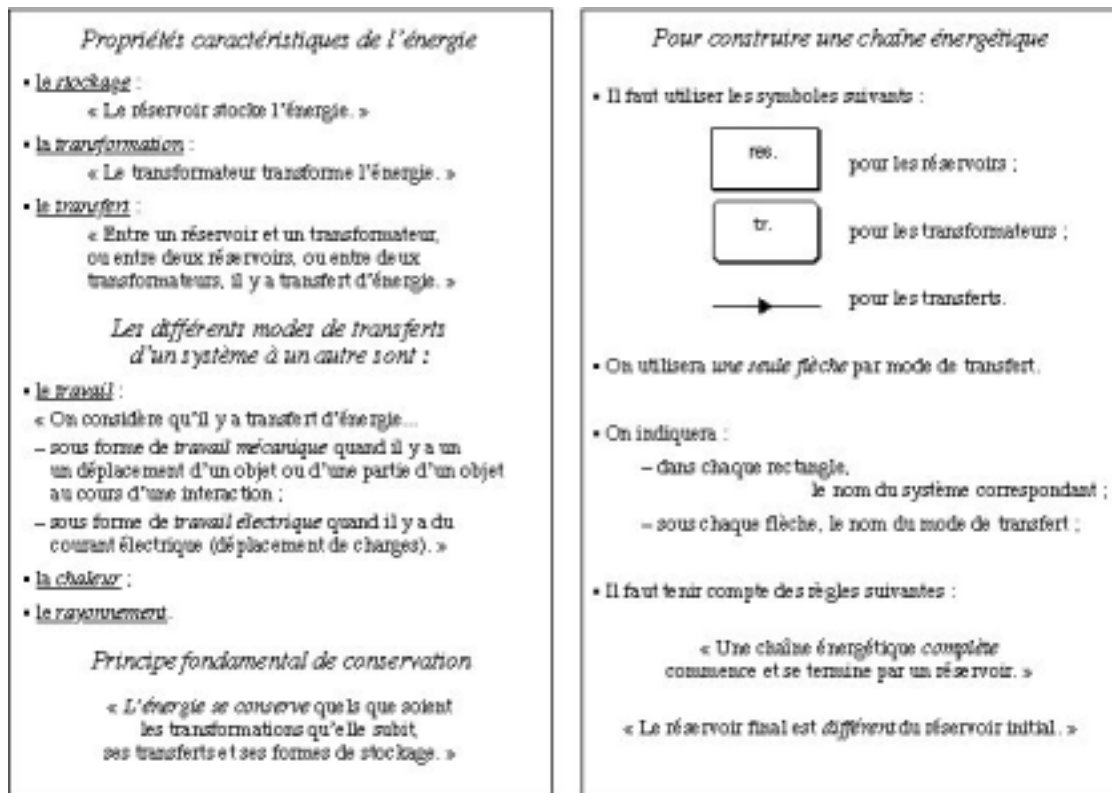 Propriétés caractéristiques de l'énergie
▪ le stockage :
« Le réservoir stocke l'énergie. »
▪ la transformation :
« Le transformateur transforme l'énergie. »
▪ le transfert :
« Entre un réservoir et un transformateur,
ou entre deux réservoirs, ou entre deux
transformateurs, il y a transfert d'énergie. »
Les différents modes de transferts
d'un système à un autre sont :
▪ le travail :
« On considère qu'il y a transfert d'énergie...
– sous forme de travail mécanique quand il y a un
un déplacement d'un objet ou d'une partie d'un objet
au cours d'une interaction ;
– sous forme de travail électrique quand il y a du
courant électrique (déplacement de charges). »
▪ la chaleur ;
▪ le rayonnement.
Principe fondamental de conservation
« L'énergie se conserve quels que soient
les transformations qu'elle subit,
ses transferts et ses formes de stockage. »
Pour construire une chaîne énergétique
▪ Il faut utiliser les symboles suivants :
res.
pour les réservoirs ;
tr.
pour les transformateurs ;
pour les transferts.
▪ On utilisera une seule flèche par mode de transfert.
▪ On indiquera :
– dans chaque rectangle,
le nom du système correspondant ;
– sous chaque flèche, le nom du mode de transfert ;
▪ Il faut tenir compte des règles suivantes :
« Une chaîne énergétique complète
commence et se termine par un réservoir. »
« Le réservoir final est différent du réservoir initial. »